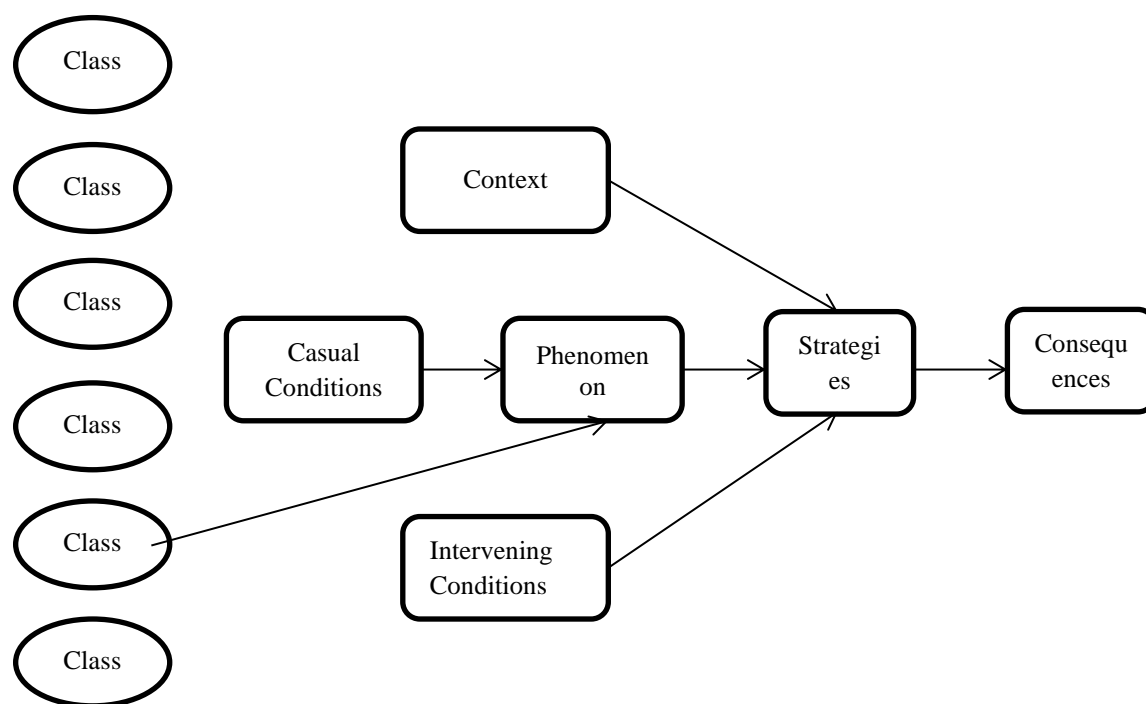 Class
Class
Context
Class
Casual
Conditions
Phenomen
on
Strategi
es
Consequ
ences
Class
Class
Intervening
Conditions
Class